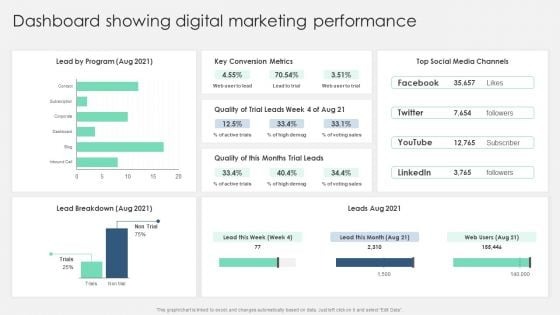 Dashboard showing digital marketing performance
Lead by Program (Aug 2021)
Contact
Subscription
Corporate
Dashboard
Blog
Inbound Call
0 5 10 15 20
Key Conversion Metrics
4.55% 70.54% 3.51%
Web user to lead Lead to trial Web user to trial
Quality of Trial Leads Week 4 of Aug 21
12.5% 33.4% 33.1%
% of active trials % of high demog % of voting sales
Quality of this Months Trial Leads
33.4% 40.4% 34.4%
% of active trials % of high demog % of voting sales
Top Social Media Channels
Facebook 35,657 Likes
Twitter 7,654 followers
YouTube 12,765 Subscriber
LinkedIn 3,765 followers
Lead Breakdown (Aug 2021)
Non Trial
75%
Trials
25%
Trials Non trial
Leads Aug 2021
Lead this Week (Week 4) Lead this Month (Aug 21) Web Users (Aug 21)
77 2,310 155,446
1,500 140,000
This graph/chart is linked to excel, and changes automatically based on data. Just left click on it and select "Edit Data".